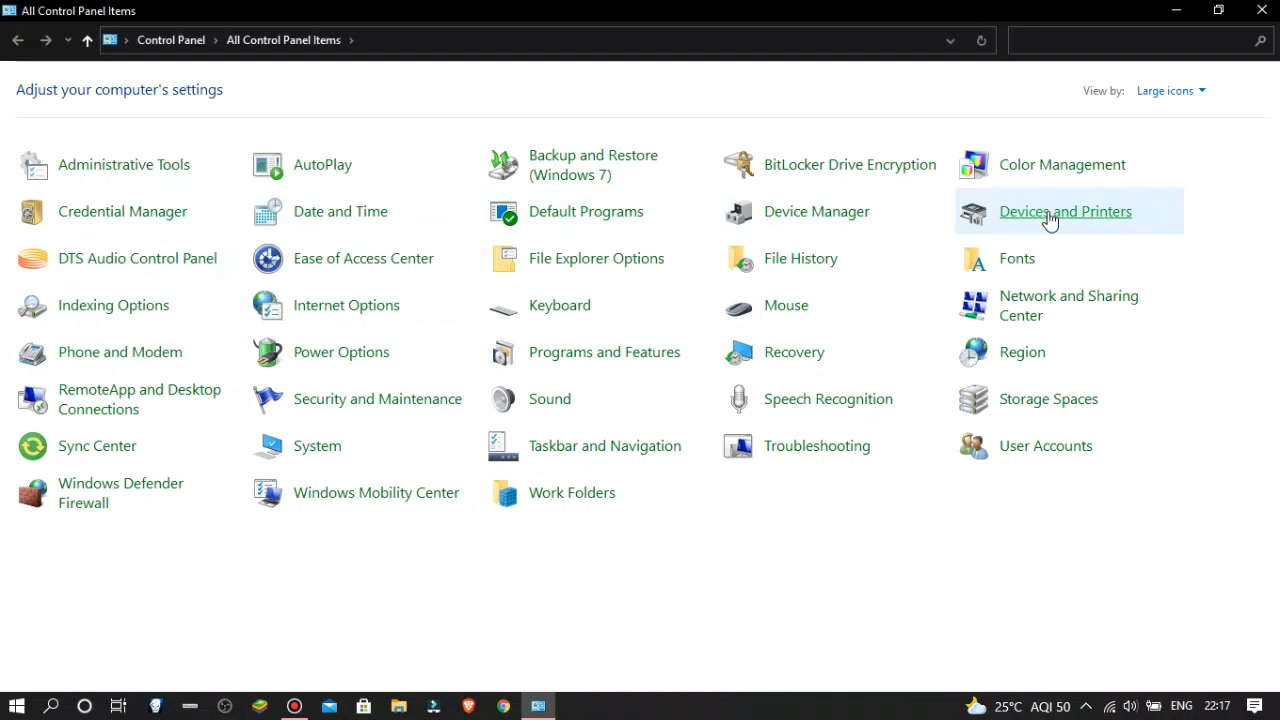 All Control Panel Items
Control Panel > All Control Panel Items >
Adjust your computer's settings
View by: Large icons
Administrative Tools
AutoPlay
Backup and Restore
(Windows 7)
BitLocker Drive Encryption
Color Management
Credential Manager
Date and Time
Default Programs
Device Manager
Devices and Printers
DTS Audio Control Panel
Ease of Access Center
File Explorer Options
File History
Fonts
Indexing Options
Internet Options
Keyboard
Mouse
Network and Sharing
Center
Phone and Modem
Power Options
Programs and Features
Recovery
Region
RemoteApp and Desktop
Connections
Security and Maintenance
Sound
Speech Recognition
Storage Spaces
Sync Center
System
Taskbar and Navigation
Troubleshooting
User Accounts
Windows Defender
Firewall
Windows Mobility Center
Work Folders
25°C AQI 50 ENG 22:17